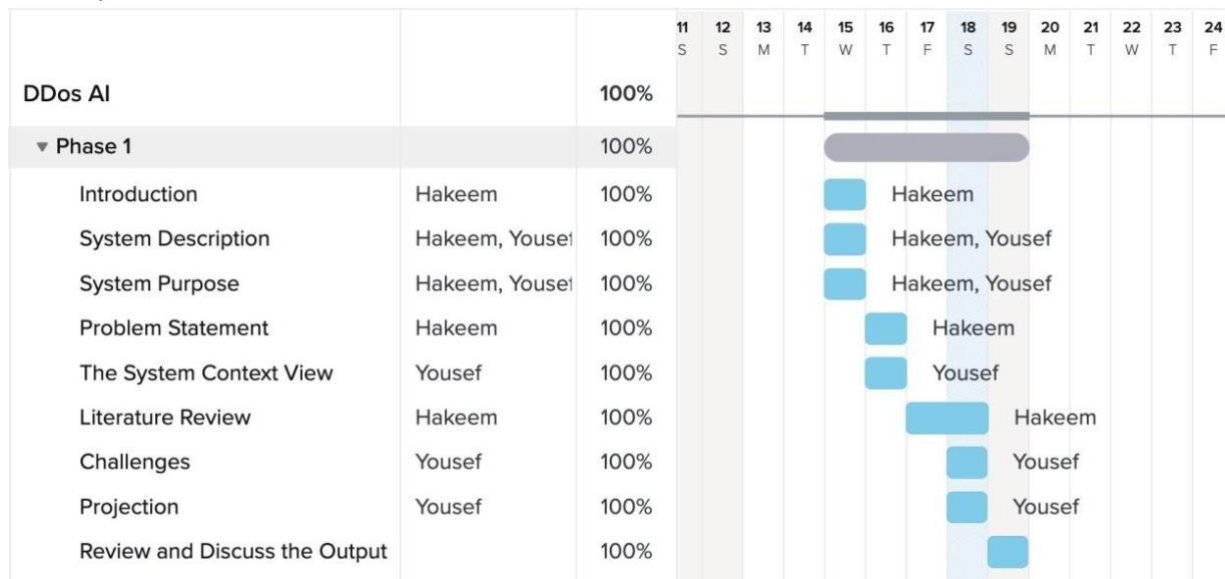 11 12 13 14 15 16 17 18 19 20 21 22 23 24
S S M T W T F S S M T W T F
DDos AI 100%
Phase 1 100%
Introduction Hakeem 100% Hakeem
System Description Hakeem, Yousef 100% Hakeem, Yousef
System Purpose Hakeem, Yousef 100% Hakeem, Yousef
Problem Statement Hakeem 100% Hakeem
The System Context View Yousef 100% Yousef
Literature Review Hakeem 100% Hakeem
Challenges Yousef 100% Yousef
Projection Yousef 100% Yousef
Review and Discuss the Output 100%